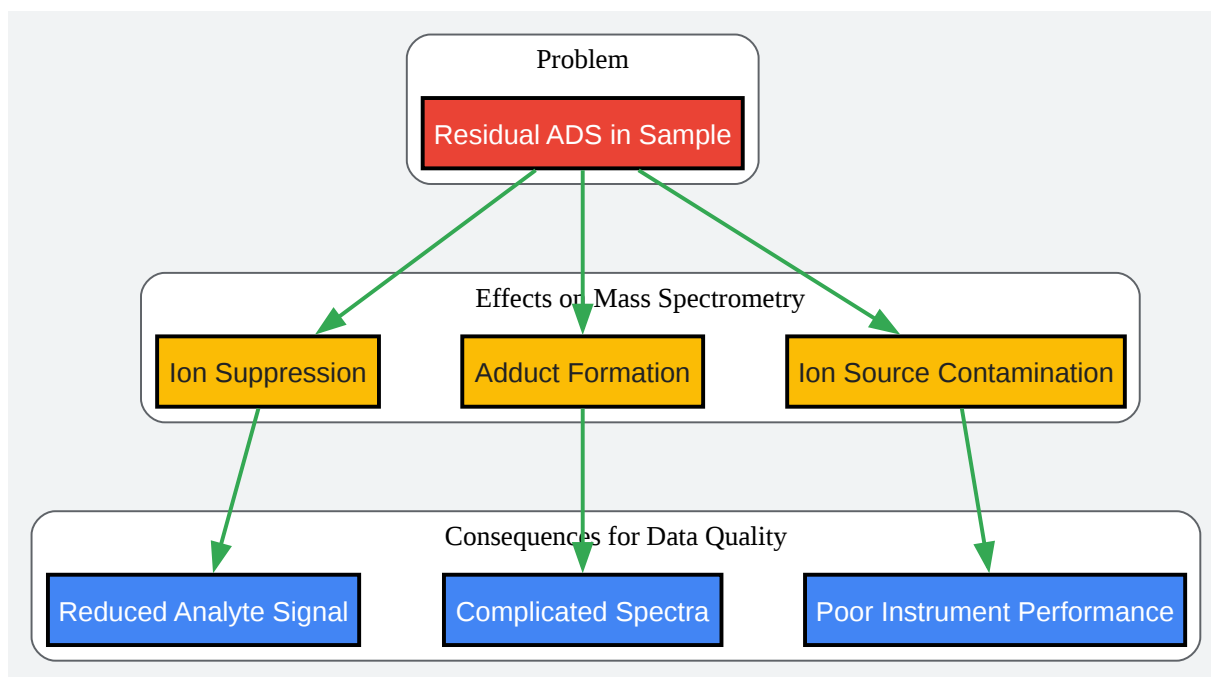 Problem
Residual ADS in Sample
Effects on Mass Spectrometry
Ion Suppression
Adduct Formation
Ion Source Contamination
Consequences for Data Quality
Reduced Analyte Signal
Complicated Spectra
Poor Instrument Performance